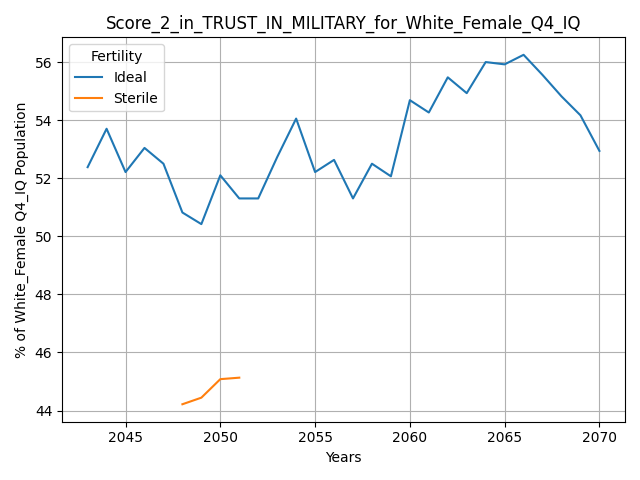 Score_2_in_TRUST_IN_MILITARY_for_White_Female_Q4_IQ
Fertility
Ideal
Sterile
% of White_Female Q4_IQ Population
56
54
52
50
48
46
44
2045
2050
2055
2060
2065
2070
Years